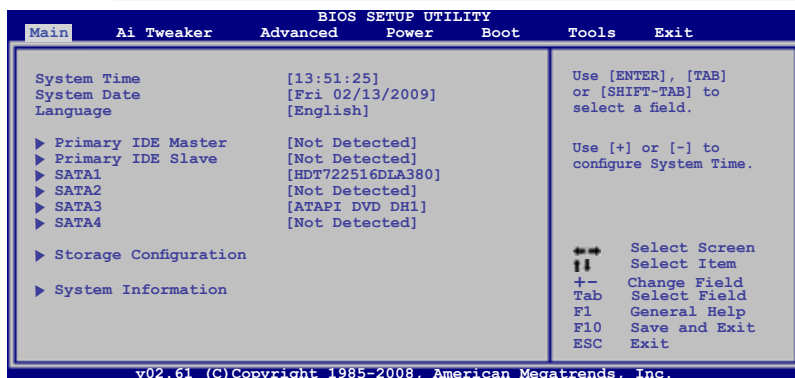 BIOS SETUP UTILITY
Main Ai Tweaker Advanced Power Boot Tools Exit
System Time [13:51:25]
System Date [Fri 02/13/2009]
Language [English]
Primary IDE Master [Not Detected]
Primary IDE Slave [Not Detected]
SATA1 [HDT722516DLA380]
SATA2 [Not Detected]
SATA3 [ATAPI DVD DH1]
SATA4 [Not Detected]
Storage Configuration
System Information
Use [ENTER], [TAB]
or [SHIFT-TAB] to
select a field.
Use [+] or [-] to
configure System Time.
Select Screen
Select Item
+- Change Field
Tab Select Field
F1 General Help
F10 Save and Exit
ESC Exit
v02.61 (C)Copyright 1985-2008, American Megatrends, Inc.